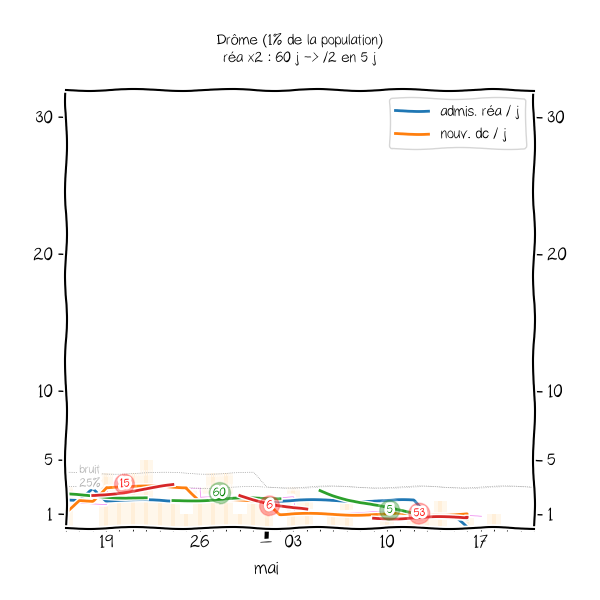 Drôme (1% de la population)
réa x2 : 60 j -> /2 en 5 j
admis. réa / j
nouv. dc / j
30 30
20 20
10 10
5 5
1 1
bruit
25%
15
60
6
5
53
19 26 03 10 17
mai